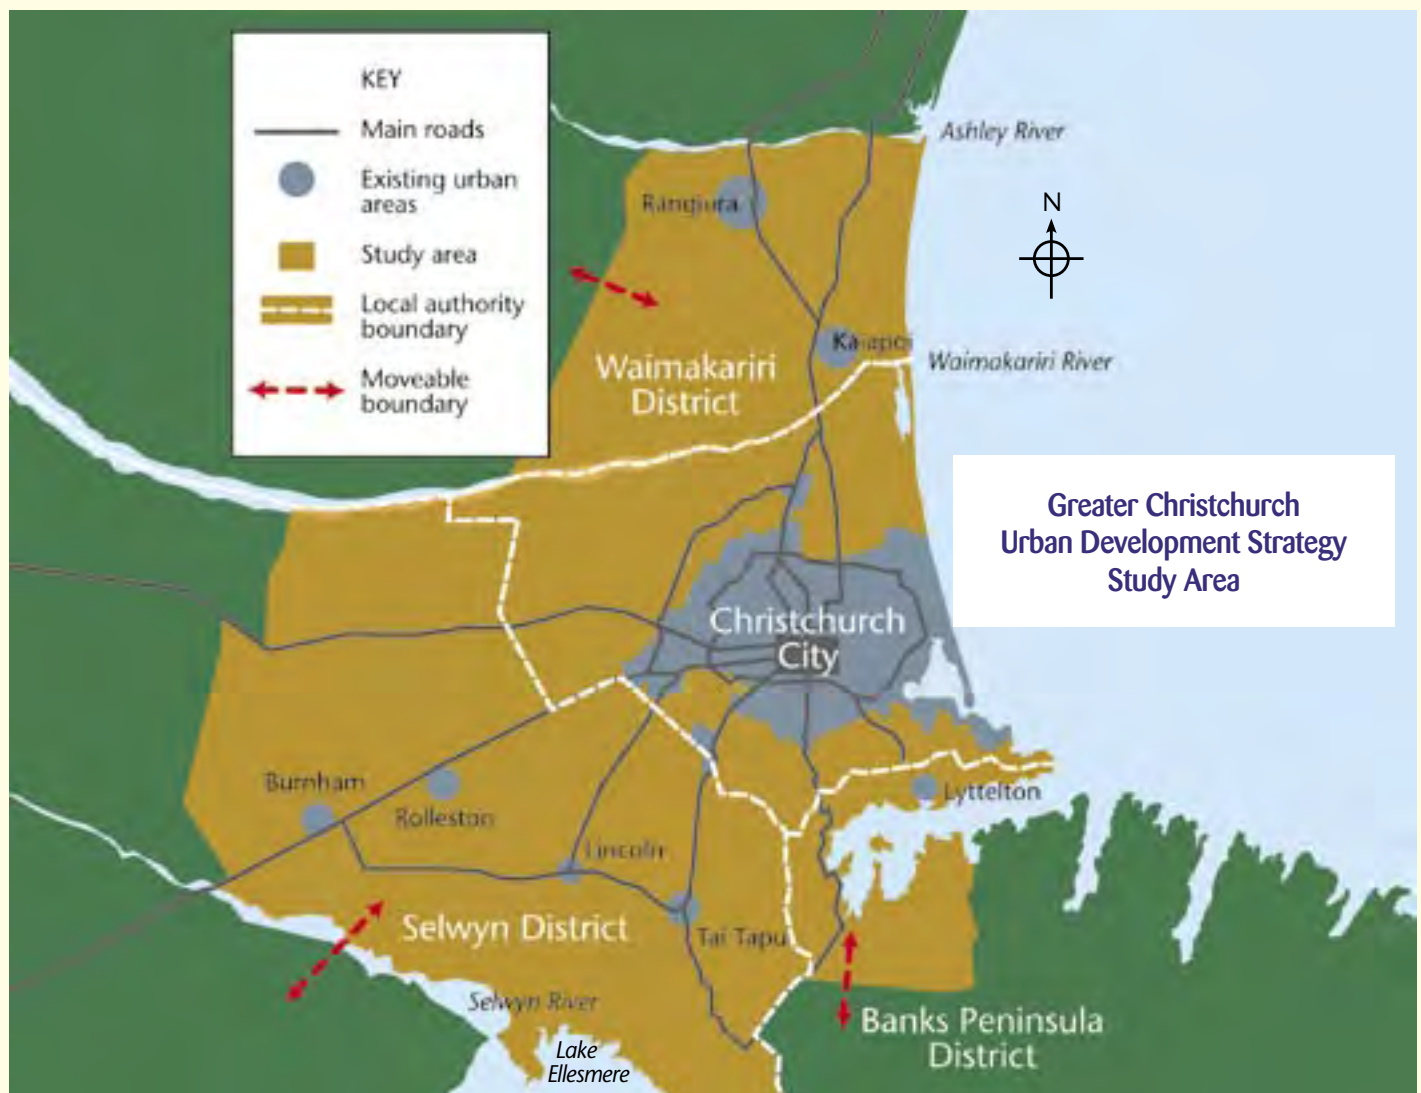 KEY
Main roads
Existing urban
areas
Study area
Local authority
boundary
Moveable
boundary
Ashley River
N
Rangiura
Kaiapoi
Waimakariri River
Waimakariri
District
Greater Christchurch
Urban Development Strategy
Study Area
Christchurch
City
Burnham
Rolleston
Lyttelton
Lincoln
Selwyn District
Tai Tapu
Selwyn River
Banks Peninsula
District
Lake
Ellesmere